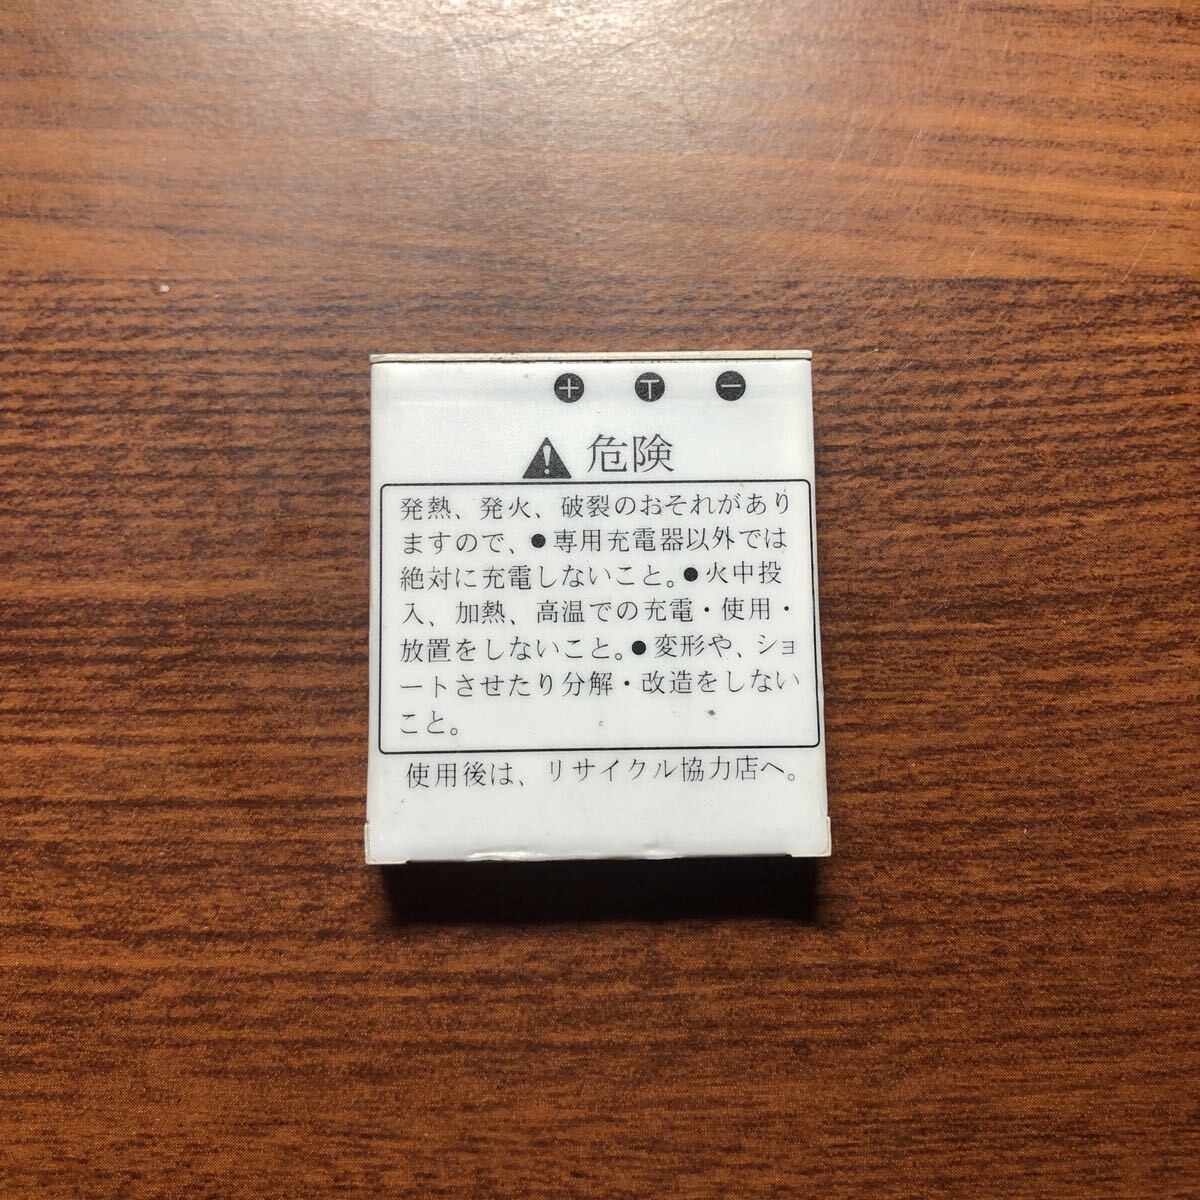 + T −
! 危険
発熱、発火、破裂のおそれがあり
ますので、●専用充電器以外では
絶対に充電しないこと。●火中投
入、加熱、高温での充電・使用・
放置をしないこと。●変形や、ショ
ートさせたり分解・改造をしない
こと。
使用後は、リサイクル協力店へ。